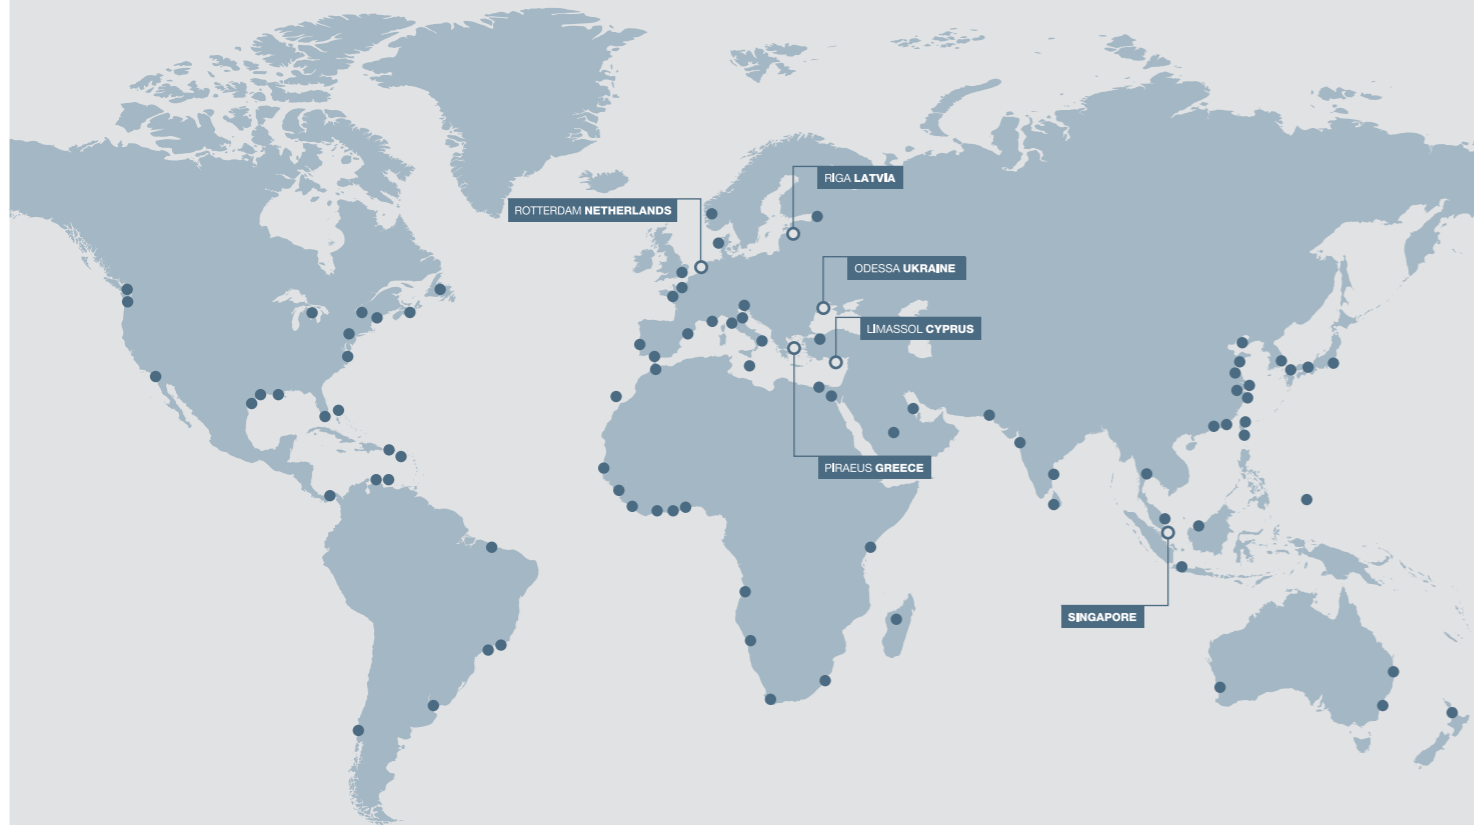 RIGA LATVIA
ROTTERDAM NETHERLANDS
ODESSA UKRAINE
LIMASSOL CYPRUS
PIRAEUS GREECE
SINGAPORE